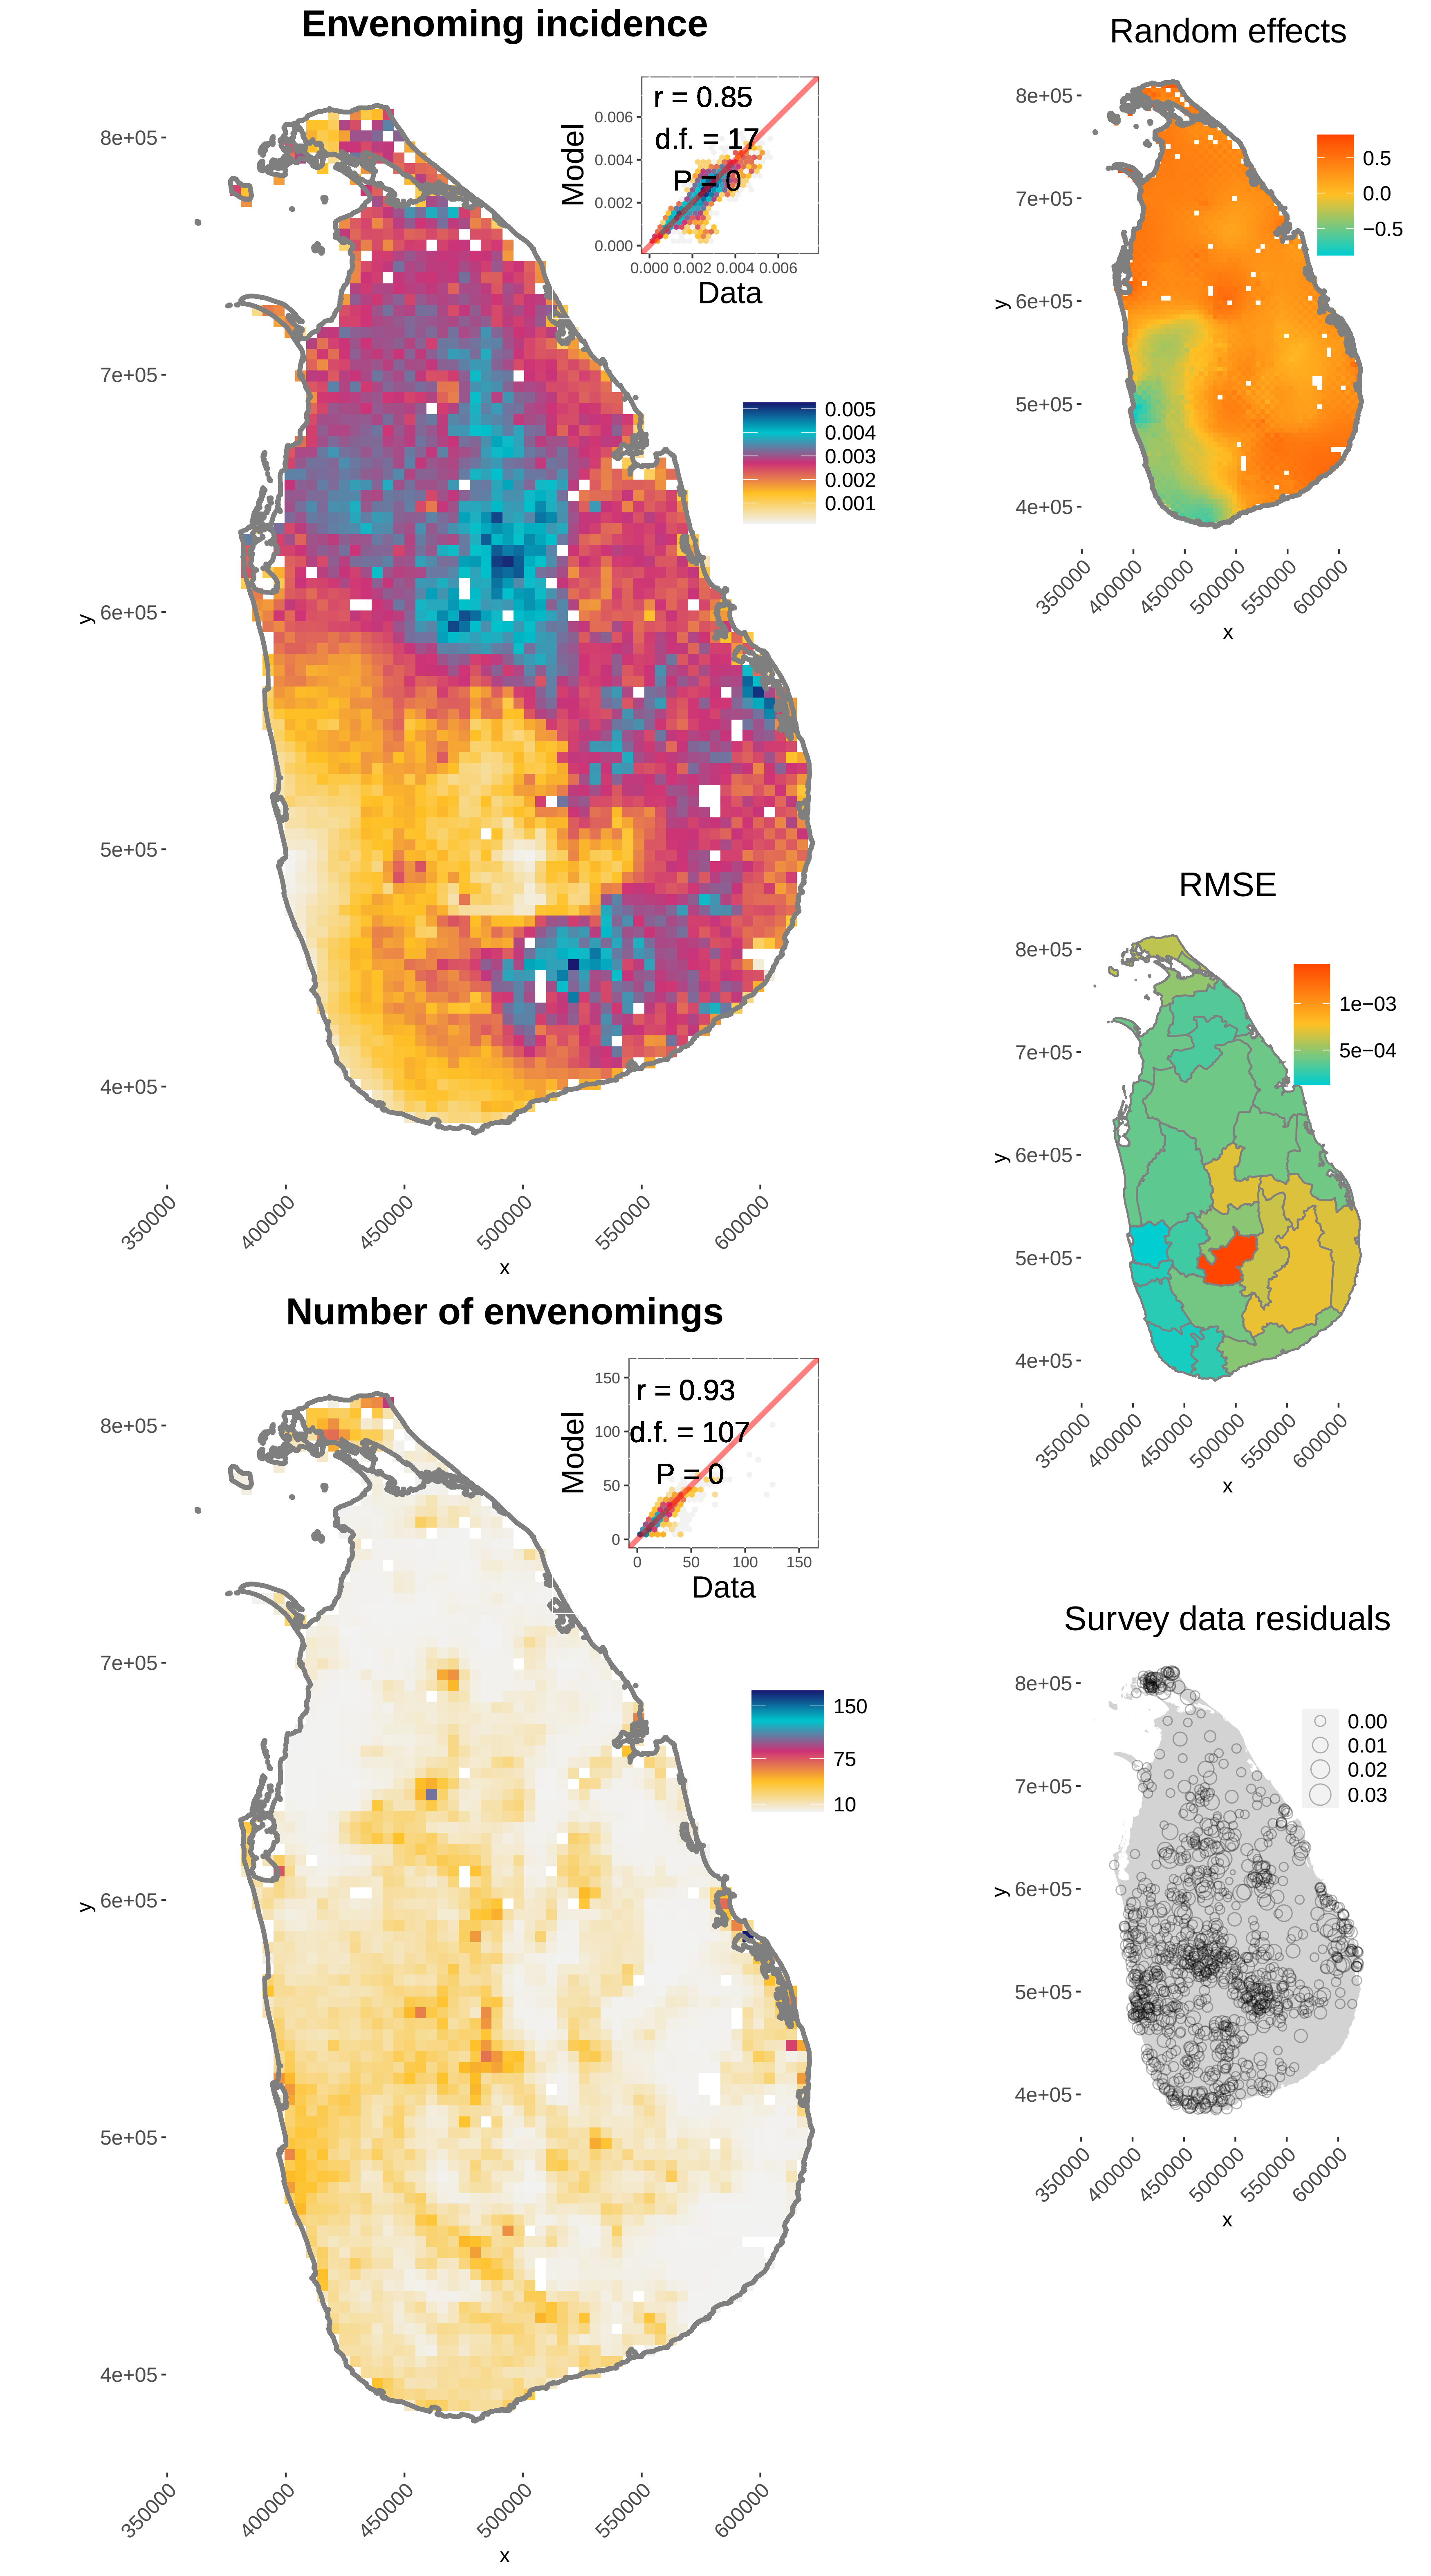 Envenoming incidence
r = 0.85
d.f. = 17
P = 0
Model
0.006
0.004
0.002
0.000
0.000 0.002 0.004 0.006
Data
0.005
0.004
0.003
0.002
0.001
8e+05
7e+05
6e+05
5e+05
4e+05
y
350000 400000 450000 500000 550000 600000
x
Random effects
0.5
0.0
−0.5
8e+05
7e+05
6e+05
5e+05
4e+05
y
350000 400000 450000 500000 550000 600000
x
RMSE
1e−03
5e−04
8e+05
7e+05
6e+05
5e+05
4e+05
y
350000 400000 450000 500000 550000 600000
x
Number of envenomings
r = 0.93
d.f. = 107
P = 0
Model
150
100
50
0
0 50 100 150
Data
150
75
10
8e+05
7e+05
6e+05
5e+05
4e+05
y
350000 400000 450000 500000 550000 600000
x
Survey data residuals
0.00
0.01
0.02
0.03
8e+05
7e+05
6e+05
5e+05
4e+05
y
350000 400000 450000 500000 550000 600000
x